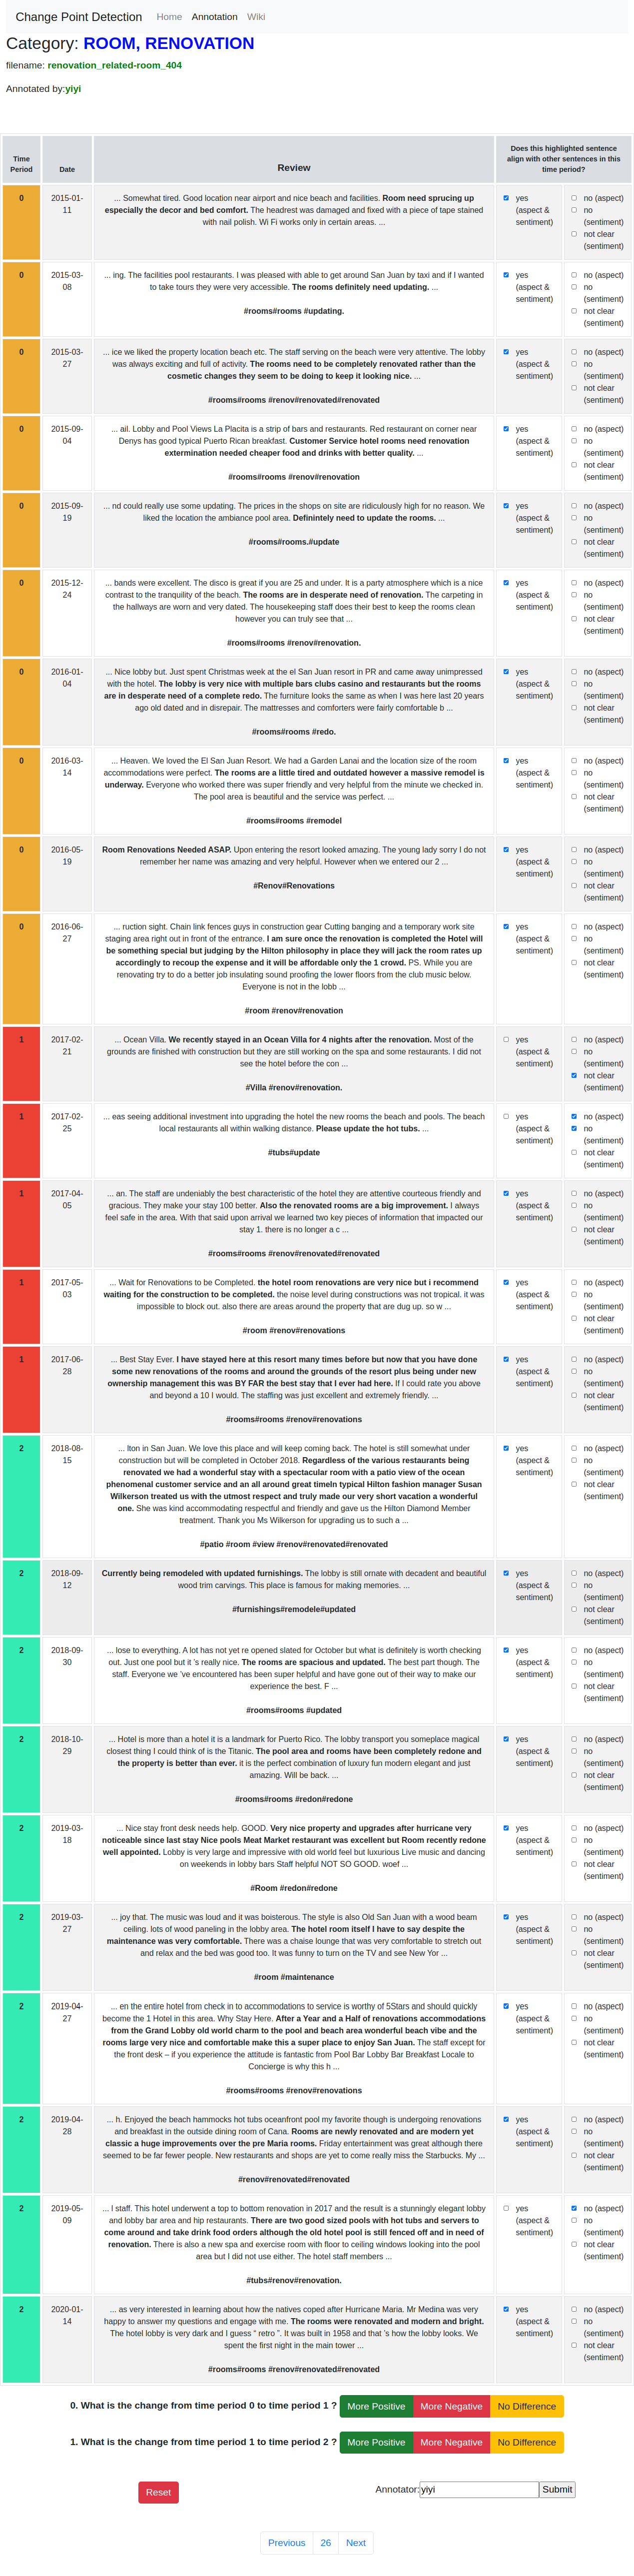 Change Point Detection Home Annotation Wiki
Category: ROOM, RENOVATION
filename: renovation_related-room_404
Annotated by:yiyi
Time Period
Date
Review
Does this highlighted sentence align with other sentences in this time period?
0
2015-01-11
... Somewhat tired. Good location near airport and nice beach and facilities. Room need sprucing up
especially the decor and bed comfort. The headrest was damaged and fixed with a piece of tape stained
with nail polish. Wi Fi works only in certain areas. ...
yes (aspect & sentiment)
no (aspect)
no (sentiment)
not clear (sentiment)
0
2015-03-08
... ing. The facilities pool restaurants. I was pleased with able to get around San Juan by taxi and if I wanted
to take tours they were very accessible. The rooms definitely need updating. ...
#rooms#rooms #updating.
yes (aspect & sentiment)
no (aspect)
no (sentiment)
not clear (sentiment)
0
2015-03-27
... ice we liked the property location beach etc. The staff serving on the beach were very attentive. The lobby
was always exciting and full of activity. The rooms need to be completely renovated rather than the
cosmetic changes they seem to be doing to keep it looking nice. ...
#rooms#rooms #renov#renovated#renovated
yes (aspect & sentiment)
no (aspect)
no (sentiment)
not clear (sentiment)
0
2015-09-04
... ail. Lobby and Pool Views La Placita is a strip of bars and restaurants. Red restaurant on corner near
Denys has good typical Puerto Rican breakfast. Customer Service hotel rooms need renovation
extermination needed cheaper food and drinks with better quality. ...
#rooms#rooms #renov#renovation
yes (aspect & sentiment)
no (aspect)
no (sentiment)
not clear (sentiment)
0
2015-09-19
... nd could really use some updating. The prices in the shops on site are ridiculously high for no reason. We
liked the location the ambiance pool area. Definintely need to update the rooms. ...
#rooms#rooms.#update
yes (aspect & sentiment)
no (aspect)
no (sentiment)
not clear (sentiment)
0
2015-12-24
... bands were excellent. The disco is great if you are 25 and under. It is a party atmosphere which is a nice
contrast to the tranquility of the beach. The rooms are in desperate need of renovation. The carpeting in
the hallways are worn and very dated. The housekeeping staff does their best to keep the rooms clean
however you can truly see that ...
#rooms#rooms #renov#renovation.
yes (aspect & sentiment)
no (aspect)
no (sentiment)
not clear (sentiment)
0
2016-01-04
... Nice lobby but. Just spent Christmas week at the el San Juan resort in PR and came away unimpressed
with the hotel. The lobby is very nice with multiple bars clubs casino and restaurants but the rooms
are in desperate need of a complete redo. The furniture looks the same as when I was here last 20 years
ago old dated and in disrepair. The mattresses and comforters were fairly comfortable b ...
#rooms#rooms #redo.
yes (aspect & sentiment)
no (aspect)
no (sentiment)
not clear (sentiment)
0
2016-03-14
... Heaven. We loved the El San Juan Resort. We had a Garden Lanai and the location size of the room
accommodations were perfect. The rooms are a little tired and outdated however a massive remodel is
underway. Everyone who worked there was super friendly and very helpful from the minute we checked in.
The pool area is beautiful and the service was perfect. ...
#rooms#rooms #remodel
yes (aspect & sentiment)
no (aspect)
no (sentiment)
not clear (sentiment)
0
2016-05-19
Room Renovations Needed ASAP. Upon entering the resort looked amazing. The young lady sorry I do not
remember her name was amazing and very helpful. However when we entered our 2 ...
#Renov#Renovations
yes (aspect & sentiment)
no (aspect)
no (sentiment)
not clear (sentiment)
0
2016-06-27
... ruction sight. Chain link fences guys in construction gear Cutting banging and a temporary work site
staging area right out in front of the entrance. I am sure once the renovation is completed the Hotel will
be something special but judging by the Hilton philosophy in place they will jack the room rates up
accordingly to recoup the expense and it will be affordable only the 1 crowd. PS. While you are
renovating try to do a better job insulating sound proofing the lower floors from the club music below.
Everyone is not in the lobb ...
#room #renov#renovation
yes (aspect & sentiment)
no (aspect)
no (sentiment)
not clear (sentiment)
1
2017-02-21
... Ocean Villa. We recently stayed in an Ocean Villa for 4 nights after the renovation. Most of the
grounds are finished with construction but they are still working on the spa and some restaurants. I did not
see the hotel before the con ...
#Villa #renov#renovation.
yes (aspect & sentiment)
no (aspect)
no (sentiment)
not clear (sentiment)
1
2017-02-25
... eas seeing additional investment into upgrading the hotel the new rooms the beach and pools. The beach
local restaurants all within walking distance. Please update the hot tubs. ...
#tubs#update
yes (aspect & sentiment)
no (aspect)
no (sentiment)
not clear (sentiment)
1
2017-04-05
... an. The staff are undeniably the best characteristic of the hotel they are attentive courteous friendly and
gracious. They make your stay 100 better. Also the renovated rooms are a big improvement. I always
feel safe in the area. With that said upon arrival we learned two key pieces of information that impacted our
stay 1. there is no longer a c ...
#rooms#rooms #renov#renovated#renovated
yes (aspect & sentiment)
no (aspect)
no (sentiment)
not clear (sentiment)
1
2017-05-03
... Wait for Renovations to be Completed. the hotel room renovations are very nice but i recommend
waiting for the construction to be completed. the noise level during constructions was not tropical. it was
impossible to block out. also there are areas around the property that are dug up. so w ...
#room #renov#renovations
yes (aspect & sentiment)
no (aspect)
no (sentiment)
not clear (sentiment)
1
2017-06-28
... Best Stay Ever. I have stayed here at this resort many times before but now that you have done
some new renovations of the rooms and around the grounds of the resort plus being under new
ownership management this was BY FAR the best stay that I ever had here. If I could rate you above
and beyond a 10 I would. The staffing was just excellent and extremely friendly. ...
#rooms#rooms #renov#renovations
yes (aspect & sentiment)
no (aspect)
no (sentiment)
not clear (sentiment)
2
2018-08-15
... lton in San Juan. We love this place and will keep coming back. The hotel is still somewhat under
construction but will be completed in October 2018. Regardless of the various restaurants being
renovated we had a wonderful stay with a spectacular room with a patio view of the ocean
phenomenal customer service and an all around great timeIn typical Hilton fashion manager Susan
Wilkerson treated us with the utmost respect and truly made our very short vacation a wonderful
one. She was kind accommodating respectful and friendly and gave us the Hilton Diamond Member
treatment. Thank you Ms Wilkerson for upgrading us to such a ...
#patio #room #view #renov#renovated#renovated
yes (aspect & sentiment)
no (aspect)
no (sentiment)
not clear (sentiment)
2
2018-09-12
Currently being remodeled with updated furnishings. The lobby is still ornate with decadent and beautiful
wood trim carvings. This place is famous for making memories. ...
#furnishings#remodele#updated
yes (aspect & sentiment)
no (aspect)
no (sentiment)
not clear (sentiment)
2
2018-09-30
... lose to everything. A lot has not yet re opened slated for October but what is definitely is worth checking
out. Just one pool but it 's really nice. The rooms are spacious and updated. The best part though. The
staff. Everyone we 've encountered has been super helpful and have gone out of their way to make our
experience the best. F ...
#rooms#rooms #updated
yes (aspect & sentiment)
no (aspect)
no (sentiment)
not clear (sentiment)
2
2018-10-29
... Hotel is more than a hotel it is a landmark for Puerto Rico. The lobby transport you someplace magical
closest thing I could think of is the Titanic. The pool area and rooms have been completely redone and
the property is better than ever. it is the perfect combination of luxury fun modern elegant and just
amazing. Will be back. ...
#rooms#rooms #redon#redone
yes (aspect & sentiment)
no (aspect)
no (sentiment)
not clear (sentiment)
2
2019-03-18
... Nice stay front desk needs help. GOOD. Very nice property and upgrades after hurricane very
noticeable since last stay Nice pools Meat Market restaurant was excellent but Room recently redone
well appointed. Lobby is very large and impressive with old world feel but luxurious Live music and dancing
on weekends in lobby bars Staff helpful NOT SO GOOD. woef ...
#Room #redon#redone
yes (aspect & sentiment)
no (aspect)
no (sentiment)
not clear (sentiment)
2
2019-03-27
... joy that. The music was loud and it was boisterous. The style is also Old San Juan with a wood beam
ceiling. lots of wood paneling in the lobby area. The hotel room itself I have to say despite the
maintenance was very comfortable. There was a chaise lounge that was very comfortable to stretch out
and relax and the bed was good too. It was funny to turn on the TV and see New Yor ...
#room #maintenance
yes (aspect & sentiment)
no (aspect)
no (sentiment)
not clear (sentiment)
2
2019-04-27
... en the entire hotel from check in to accommodations to service is worthy of 5Stars and should quickly
become the 1 Hotel in this area. Why Stay Here. After a Year and a Half of renovations accommodations
from the Grand Lobby old world charm to the pool and beach area wonderful beach vibe and the
rooms large very nice and comfortable make this a super place to enjoy San Juan. The staff except for
the front desk – if you experience the attitude is fantastic from Pool Bar Lobby Bar Breakfast Locale to
Concierge is why this h ...
#rooms#rooms #renov#renovations
yes (aspect & sentiment)
no (aspect)
no (sentiment)
not clear (sentiment)
2
2019-04-28
... h. Enjoyed the beach hammocks hot tubs oceanfront pool my favorite though is undergoing renovations
and breakfast in the outside dining room of Cana. Rooms are newly renovated and are modern yet
classic a huge improvements over the pre Maria rooms. Friday entertainment was great although there
seemed to be far fewer people. New restaurants and shops are yet to come really miss the Starbucks. My ...
#renov#renovated#renovated
yes (aspect & sentiment)
no (aspect)
no (sentiment)
not clear (sentiment)
2
2019-05-09
... l staff. This hotel underwent a top to bottom renovation in 2017 and the result is a stunningly elegant lobby
and lobby bar area and hip restaurants. There are two good sized pools with hot tubs and servers to
come around and take drink food orders although the old hotel pool is still fenced off and in need of
renovation. There is also a new spa and exercise room with floor to ceiling windows looking into the pool
area but I did not use either. The hotel staff members ...
#tubs#renov#renovation.
yes (aspect & sentiment)
no (aspect)
no (sentiment)
not clear (sentiment)
2
2020-01-14
... as very interested in learning about how the natives coped after Hurricane Maria. Mr Medina was very
happy to answer my questions and engage with me. The rooms were renovated and modern and bright.
The hotel lobby is very dark and I guess “ retro ”. It was built in 1958 and that 's how the lobby looks. We
spent the first night in the main tower ...
#rooms#rooms #renov#renovated#renovated
yes (aspect & sentiment)
no (aspect)
no (sentiment)
not clear (sentiment)
0. What is the change from time period 0 to time period 1 ? More Positive More Negative No Difference
1. What is the change from time period 1 to time period 2 ? More Positive More Negative No Difference
Reset Annotator:yiyi Submit
Previous 26 Next